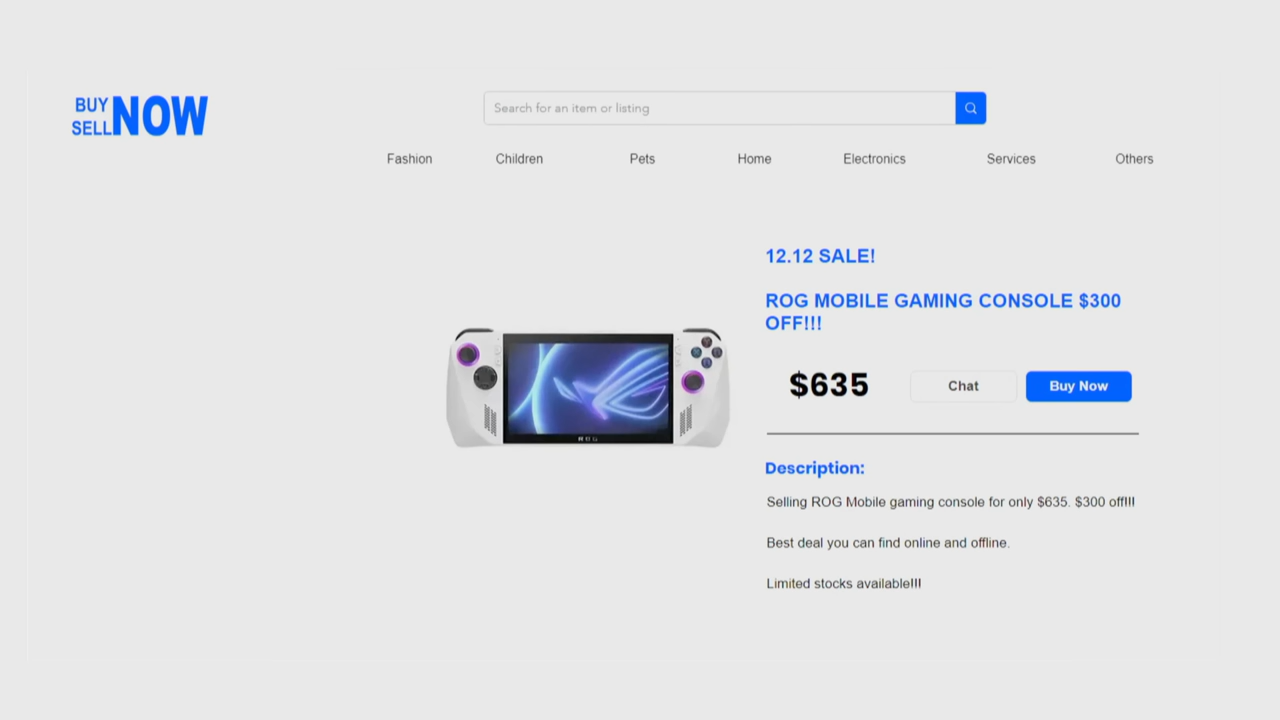 BUY
SELL NOW
Search for an item or listing
Fashion Children Pets Home Electronics Services Others
12.12 SALE!
ROG MOBILE GAMING CONSOLE $300
OFF!!!
$635 Chat Buy Now
Description:
Selling ROG Mobile gaming console for only $635. $300 off!!!
Best deal you can find online and offline.
Limited stocks available!!!